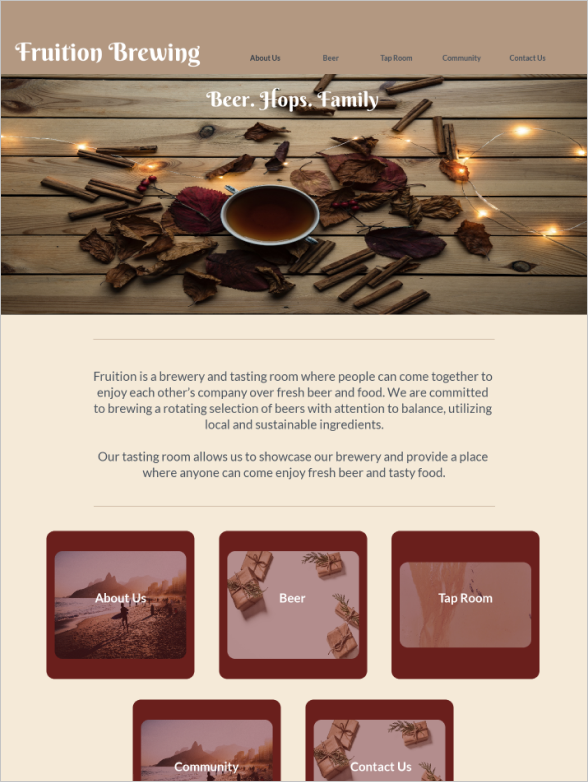 Fruition Brewing
About Us Beer Tap Room Community Contact Us
Beer. Hops. Family
Fruition is a brewery and tasting room where people can come together to
enjoy each other's company over fresh beer and food. We are committed
to brewing a rotating selection of beers with attention to balance, utilizing
local and sustainable ingredients.
Our tasting room allows us to showcase our brewery and provide a place
where anyone can come enjoy fresh beer and tasty food.
About Us
Beer
Tap Room
Community
Contact Us